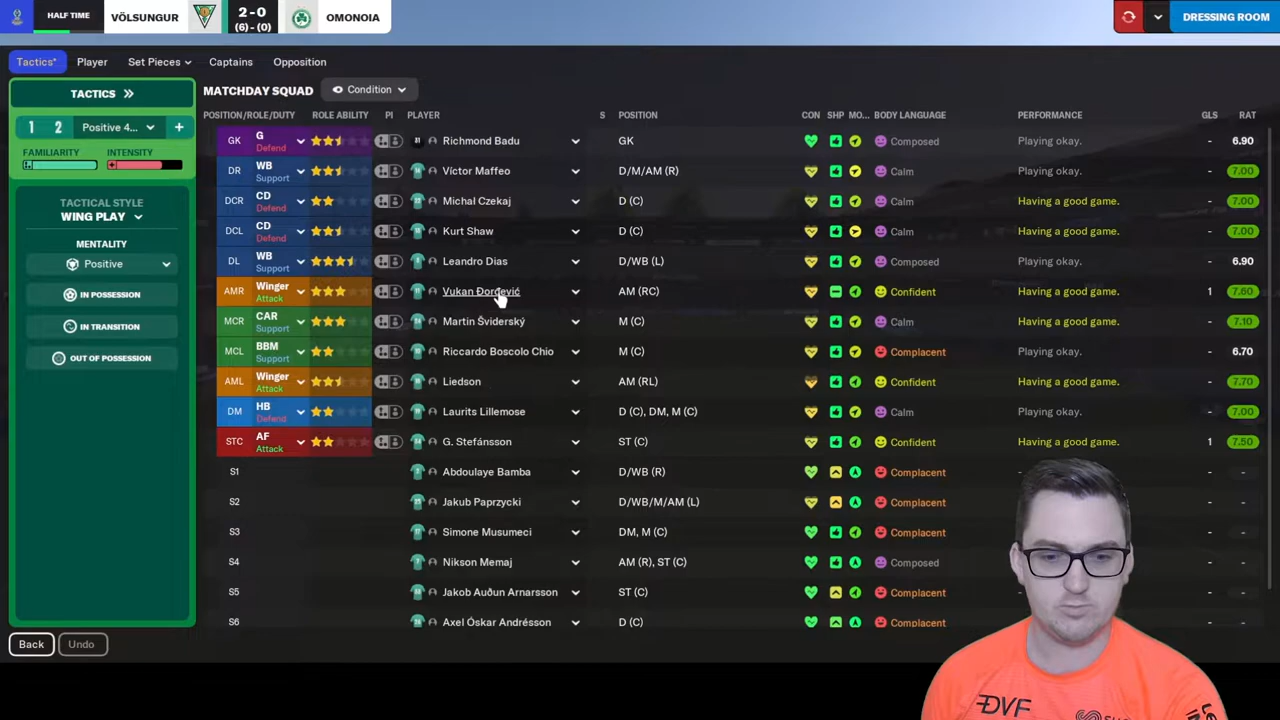 HALF TIME VÖLSUNGUR 2 - 0 OMONOIA DRESSING ROOM
(6) - (0)
Tactics* Player Set Pieces Captains Opposition
TACTICS
1 2 Positive 4... +
FAMILIARITY INTENSITY
TACTICAL STYLE
WING PLAY
MENTALITY
Positive
IN POSSESSION
IN TRANSITION
OUT OF POSSESSION
Back Undo
MATCHDAY SQUAD Condition
POSITION/ROLE/DUTY ROLE ABILITY PI PLAYER S POSITION CON SHP MO... BODY LANGUAGE PERFORMANCE GLS RAT
GK G Richmond Badu GK Composed Playing okay. - 6.90
DR WB Support Víctor Maffeo D/M/AM (R) Calm Playing okay. - 7.00
DCR CD Defend Michal Czekaj D (C) Calm Having a good game. - 7.00
DCL CD Defend Kurt Shaw D (C) Calm Having a good game. - 7.00
DL WB Support Leandro Dias D/WB (L) Composed Playing okay. - 6.90
AMR Winger Attack Vukan Đorđević AM (RC) Confident Having a good game. 1 7.60
MCR CAR Support Martin Šviderský M (C) Calm Having a good game. - 7.10
MCL BBM Support Riccardo Boscolo Chio M (C) Complacent Playing okay. - 6.70
AML Winger Attack Liedson AM (RL) Confident Having a good game. - 7.70
DM HB Defend Laurits Lillemose D (C), DM, M (C) Calm Playing okay. - 7.00
STC AF Attack G. Stefánsson ST (C) Confident Having a good game. 1 7.50
S1 Abdoulaye Bamba D/WB (R) Complacent - - -
S2 Jakub Paprzycki D/WB/M/AM (L) Complacent - -
S3 Simone Musumeci DM, M (C) Complacent - -
S4 Nikson Memaj AM (R), ST (C) Composed - -
S5 Jakob Auðun Arnarsson ST (C) Complacent - -
S6 Axel Óskar Andrésson D (C) Complacent - -
DVF